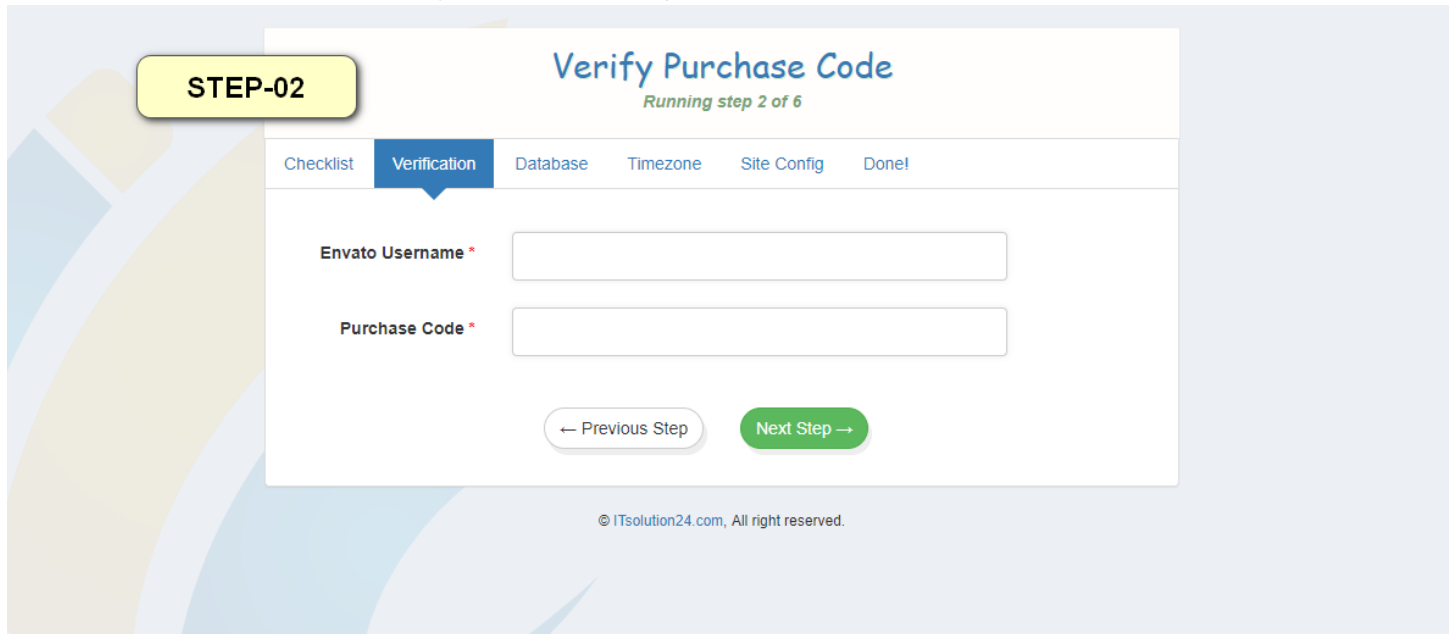 STEP-02
Verify Purchase Code
Running step 2 of 6
Checklist Verification Database Timezone Site Config Done!
Envato Username *
Purchase Code *
← Previous Step Next Step →
© ITsolution24.com, All right reserved.